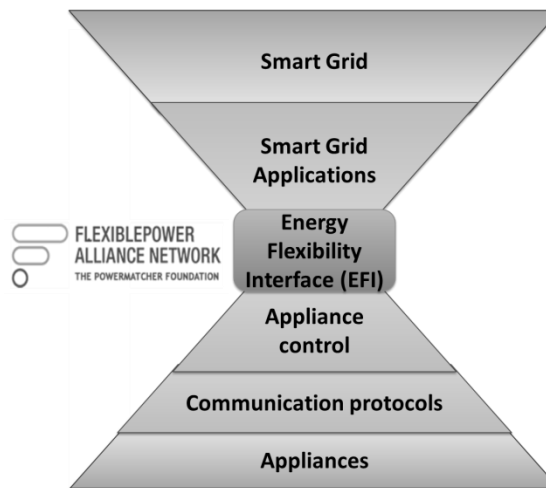 Smart Grid
Smart Grid
Applications
Energy
Flexibility
Interface (EFI)
FLEXIBLEPOWER
ALLIANCE NETWORK
THE POWERMATCHER FOUNDATION
Appliance
control
Communication protocols
Appliances